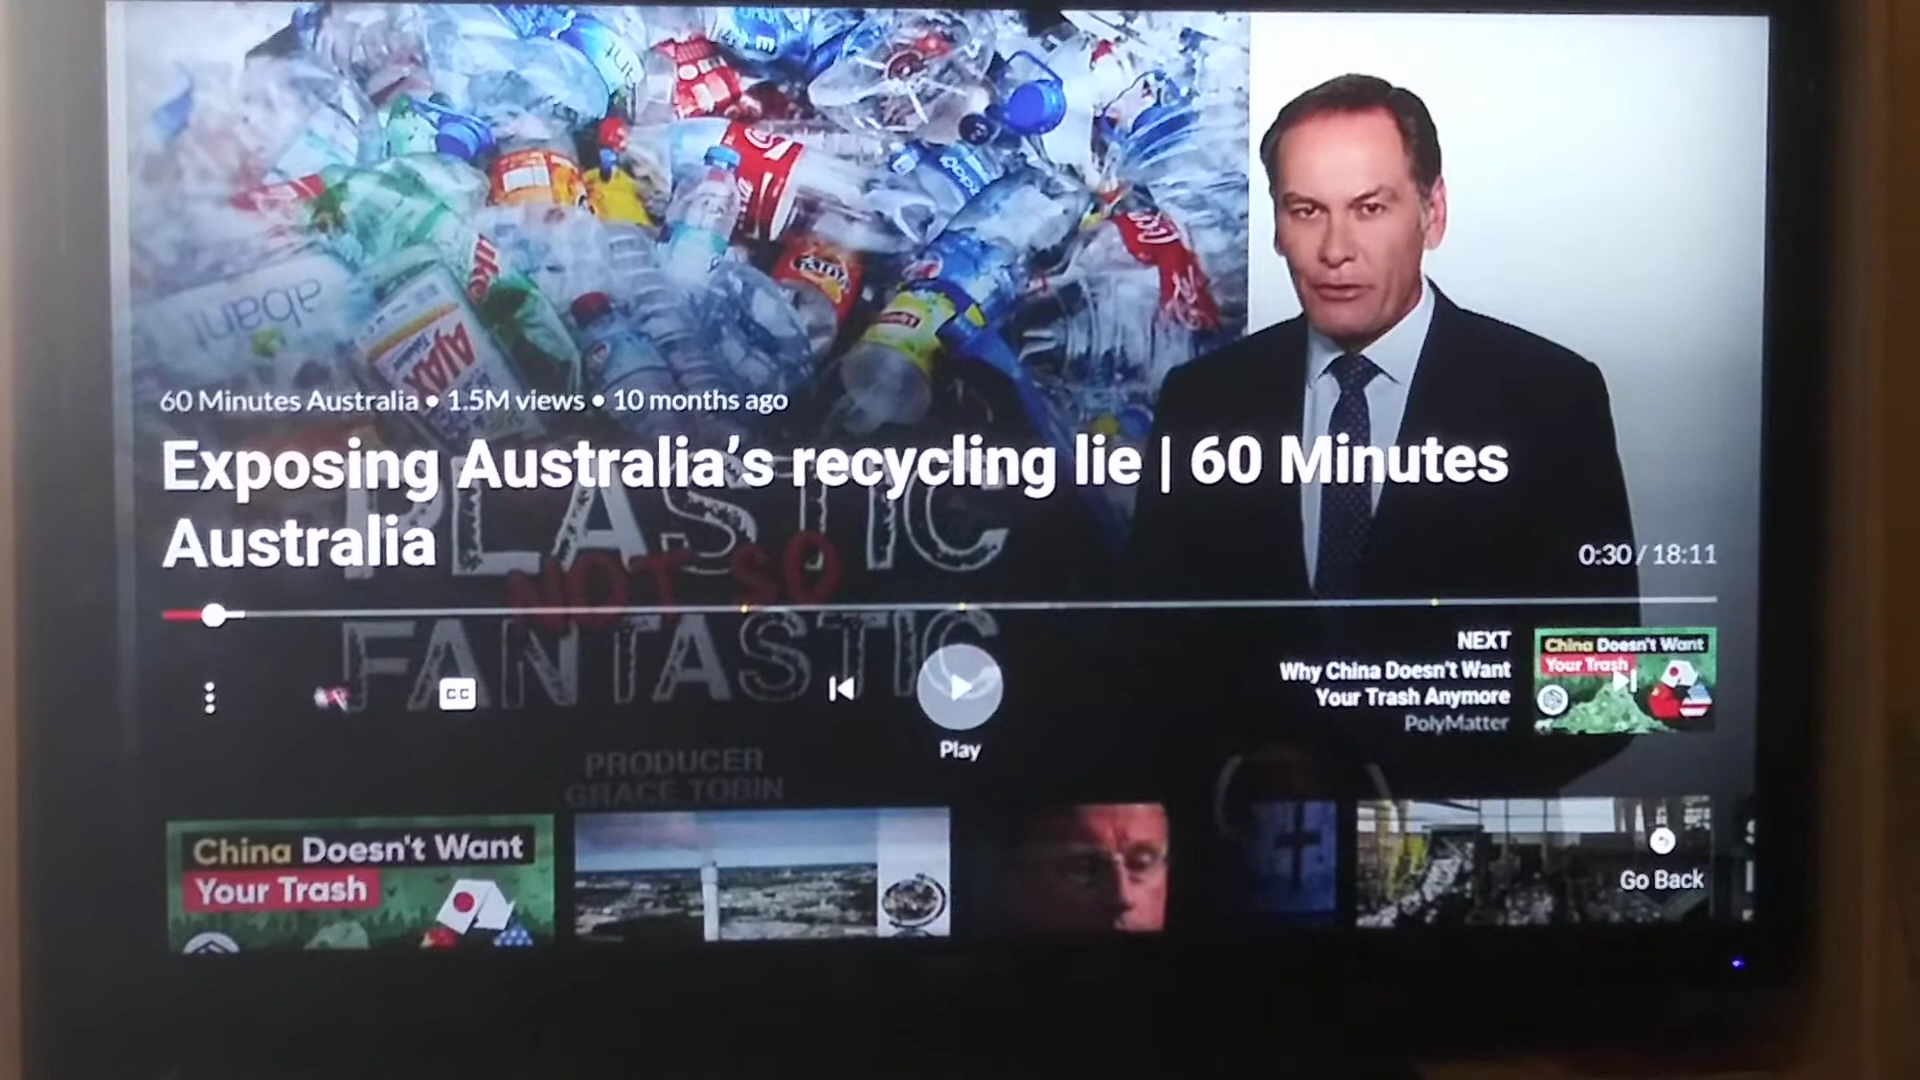 AJAX
60 Minutes Australia • 1.5M views • 10 months ago
Exposing Australia's recycling lie | 60 Minutes
Australia
PLASTIC
NOT SO
FANTASTIC
0:30 / 18:11
NEXT
Why China Doesn't Want
Your Trash Anymore
PolyMatter
China Doesn't Want
Your Trash
CC
Play
PRODUCER
GRACE TOBIN
China Doesn't Want
Your Trash
Go Back